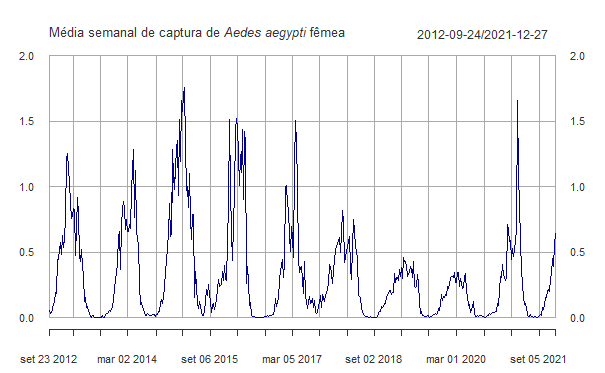 Média semanal de captura de Aedes aegypti fêmea 2012-09-24/2021-12-27
2.0 2.0
1.5 1.5
1.0 1.0
0.5 0.5
0.0 0.0
set 23 2012 mar 02 2014 set 06 2015 mar 05 2017 set 02 2018 mar 01 2020 set 05 2021